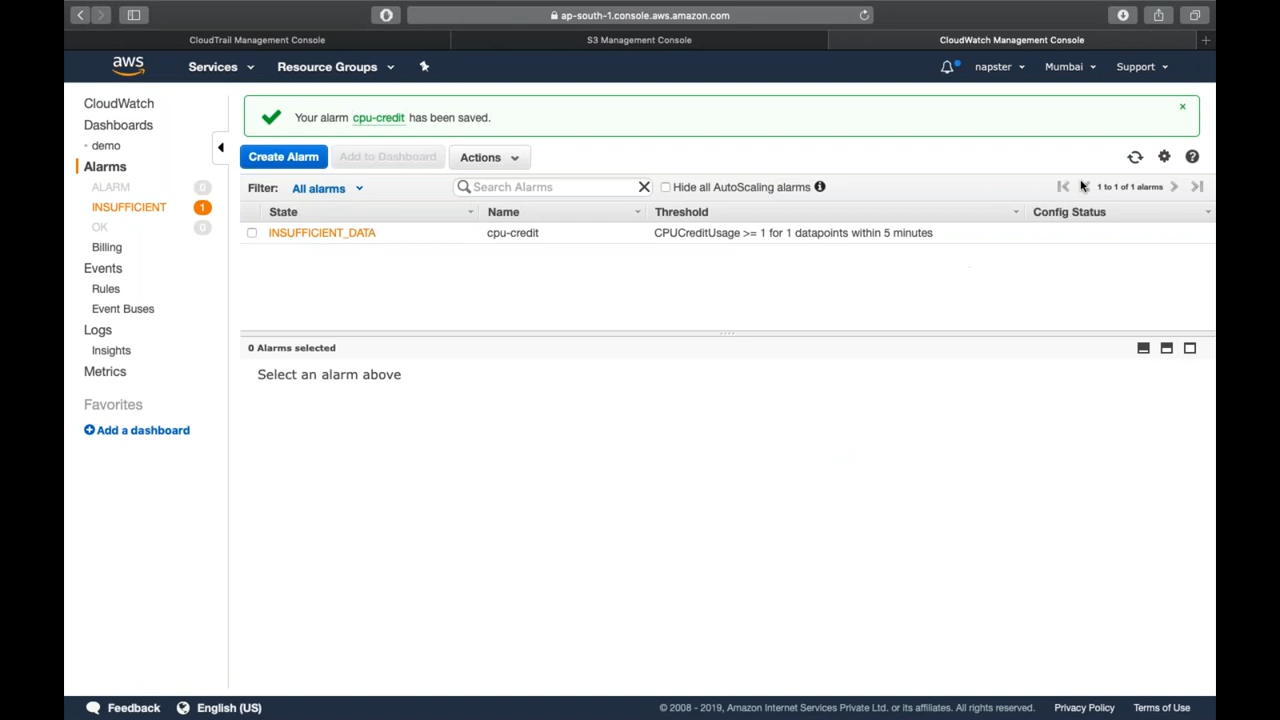 ap-south-1.console.aws.amazon.com
CloudTrail Management Console
S3 Management Console
CloudWatch Management Console
aws
Services
Resource Groups
napster
Mumbai
Support
CloudWatch
Dashboards
demo
Alarms
ALARM 0
INSUFFICIENT 1
OK 0
Billing
Events
Rules
Event Buses
Logs
Insights
Metrics
Favorites
Add a dashboard
Your alarm cpu-credit has been saved.
Create Alarm
Add to Dashboard
Actions
Filter: All alarms
Search Alarms
Hide all AutoScaling alarms
1 to 1 of 1 alarms
State Name Threshold Config Status
INSUFFICIENT_DATA cpu-credit CPUCreditUsage >= 1 for 1 datapoints within 5 minutes
0 Alarms selected
Select an alarm above
Feedback
English (US)
© 2008 - 2019, Amazon Internet Services Private Ltd. or its affiliates. All rights reserved.
Privacy Policy
Terms of Use